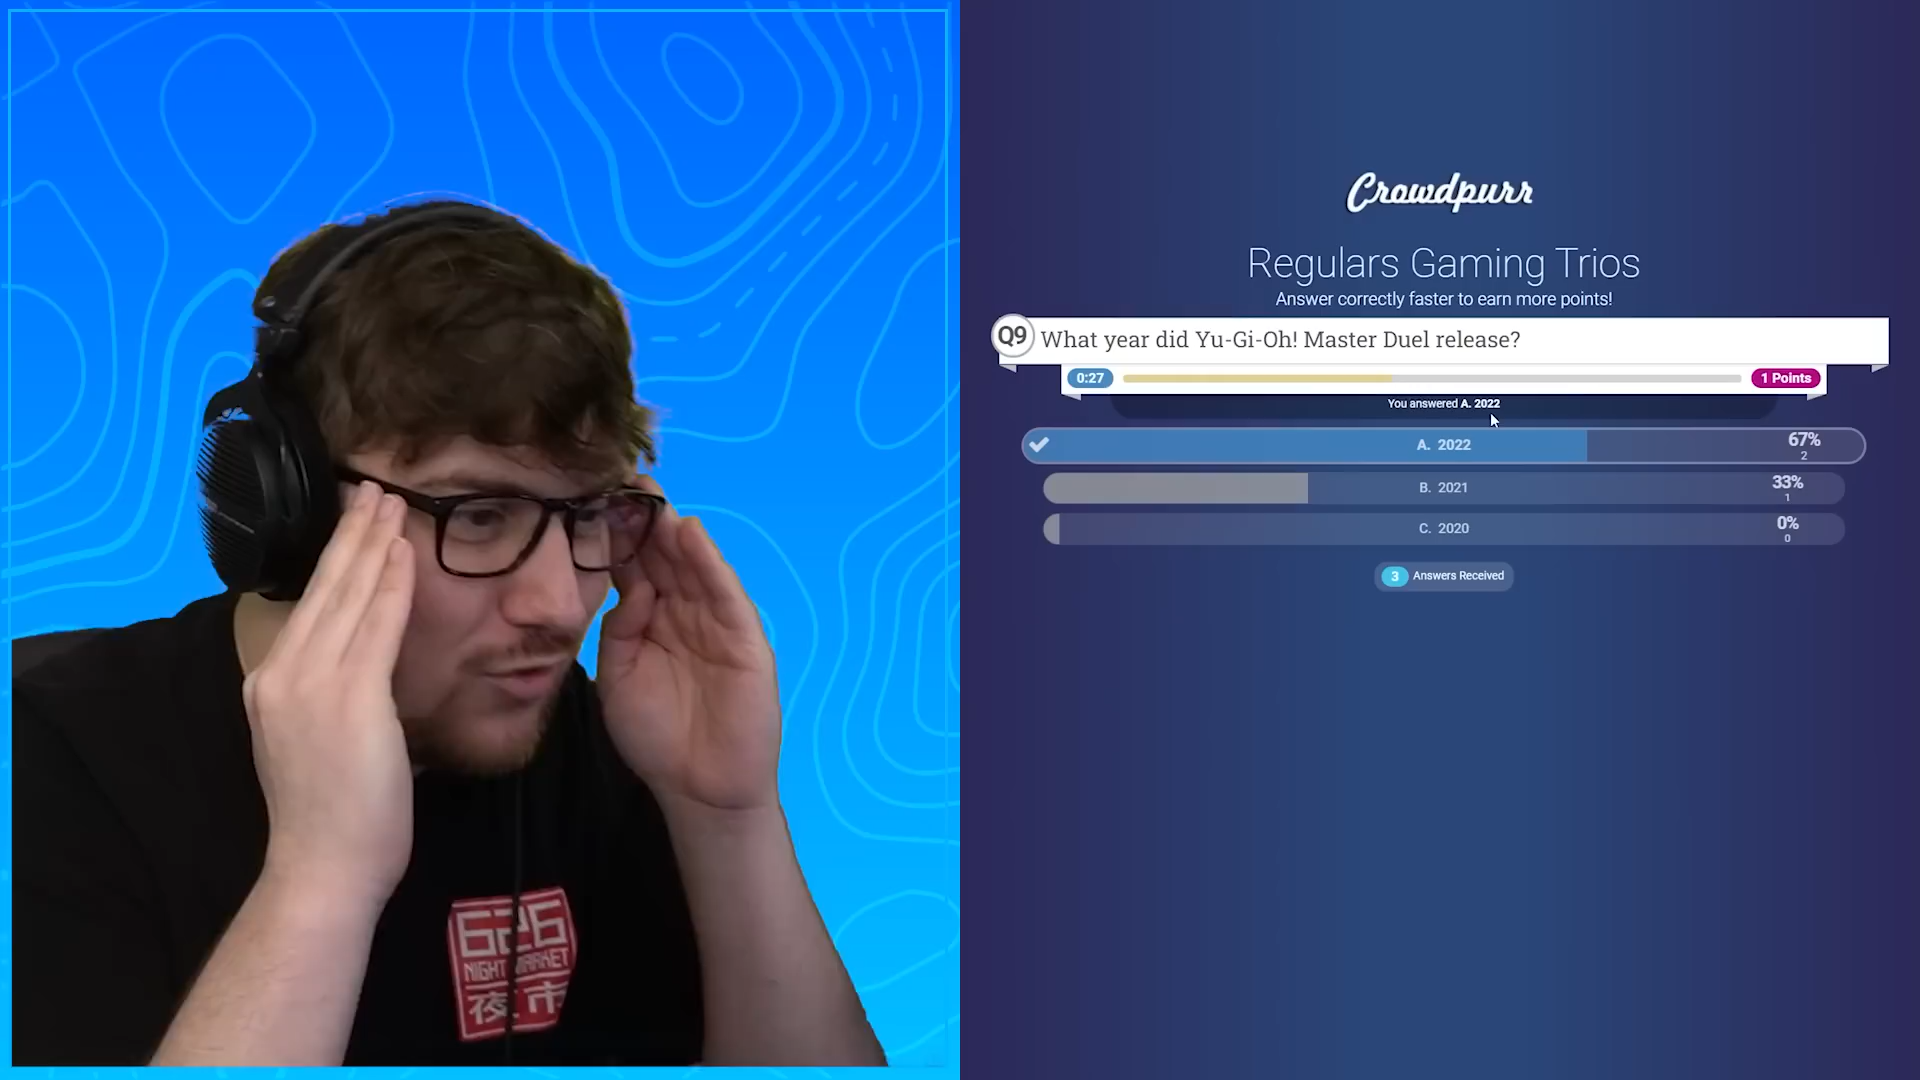 Crowdpurr
Regulars Gaming Trios
Answer correctly faster to earn more points!
Q9 What year did Yu-Gi-Oh! Master Duel release?
0:27
1 Points
You answered A. 2022
A. 2022
67%
2
B. 2021
33%
1
C. 2020
0%
0
3 Answers Received
626
NIGHT MARKET
夜市